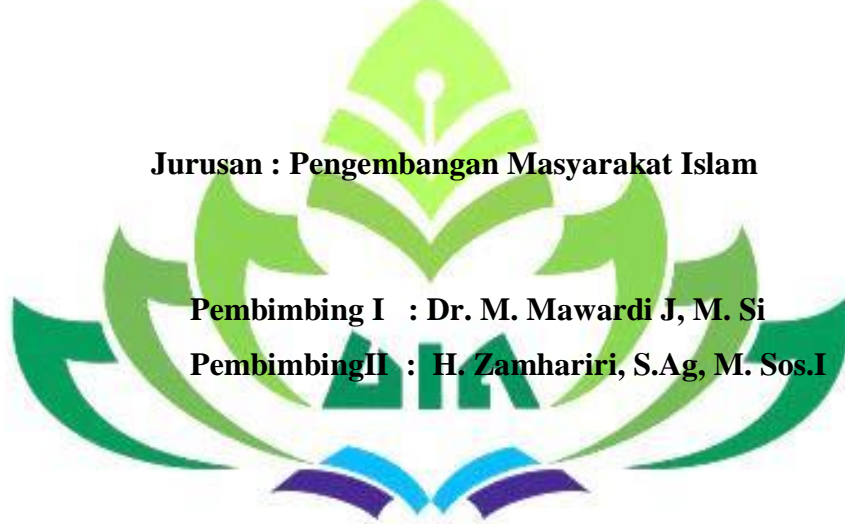 Jurusan : Pengembangan Masyarakat Islam
Pembimbing I : Dr. M. Mawardi J, M. Si
PembimbingII : H. Zamhariri, S.Ag, M. Sos.I